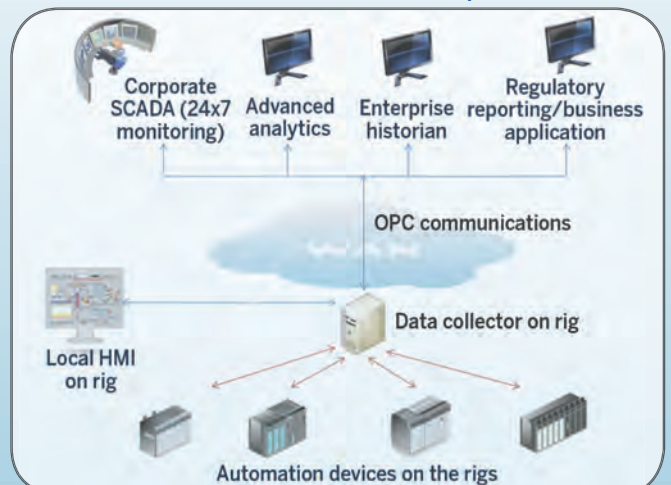 Corporate
SCADA (24x7
monitoring)
Advanced
analytics
Enterprise
historian
Regulatory
reporting/business
application
OPC communications
Data collector on rig
Local HMI
on rig
Automation devices on the rigs